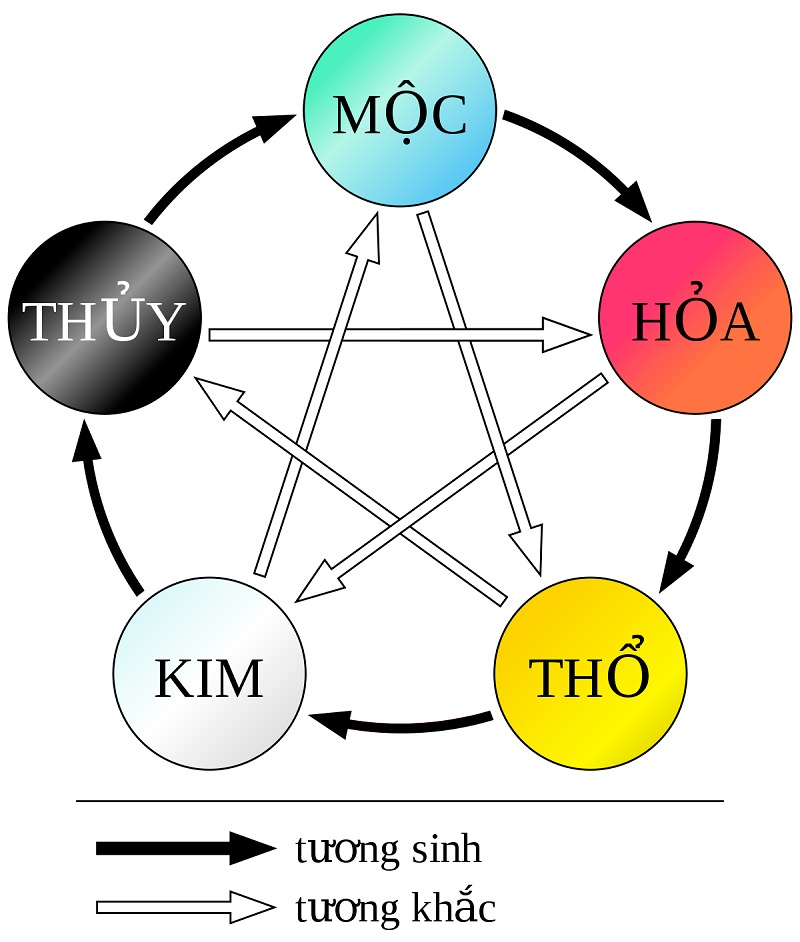 MỘC
THỦY
HỎA
KIM
THỔ
tương sinh
tương khắc